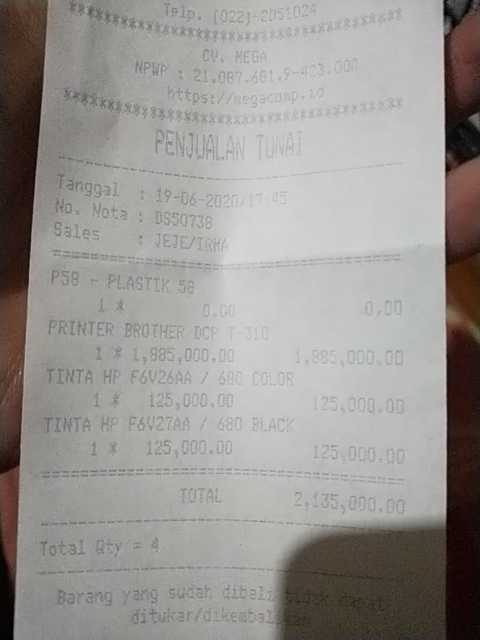 Telp. (022)-2051024
****************************************
CV. MEGA
NPWP : 21.087.681.9-423.000
https://megacomp.id
****************************************
PENJUALAN TUNAI
----------------------------------------
Tanggal : 19-06-2020/17:45
No. Nota : DS50738
Sales : JEJE/IRMA
========================================
P58 - PLASTIK 58
1 * 0.00 0,00
PRINTER BROTHER DCP T-310
1 * 1,885,000.00 1,885,000.00
TINTA HP F6V26AA / 680 COLOR
1 * 125,000.00 125,000.00
TINTA HP F6V27AA / 680 BLACK
1 * 125,000.00 125,000.00
========================================
TOTAL 2,135,000.00
----------------------------------------
Total Qty = 4
----------------------------------------
Barang yang sudah dibeli tidak dapat
ditukar/dikembalikan